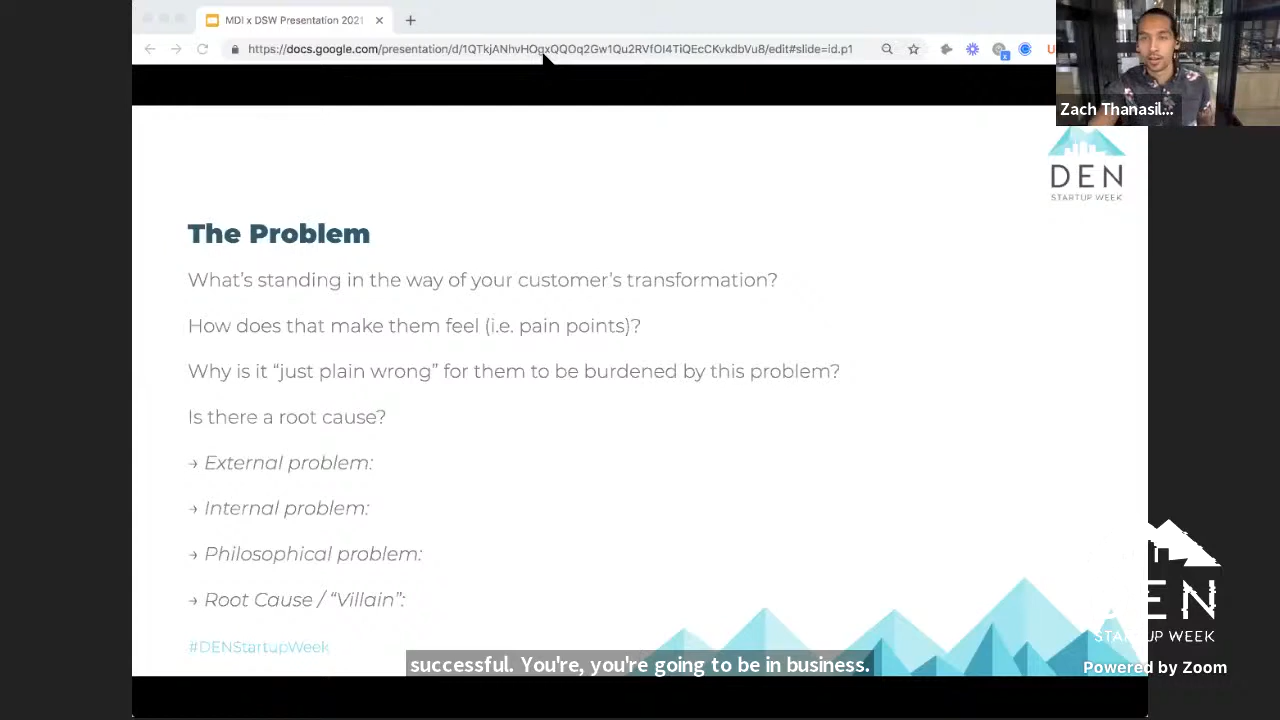 MDI x DSW Presentation 2021
https://docs.google.com/presentation/d/1QTkjANhvHOgxQQOq2Gw1Qu2RVfOI4TiQEcCKvkdbVu8/edit#slide=id.p1
Zach Thanasil...
DEN
STARTUP WEEK
The Problem
What's standing in the way of your customer's transformation?
How does that make them feel (i.e. pain points)?
Why is it “just plain wrong” for them to be burdened by this problem?
Is there a root cause?
→ External problem:
→ Internal problem:
→ Philosophical problem:
→ Root Cause / “Villain”:
#DENStartupWeek
successful. You're, you're going to be in business.
DEN
STARTUP WEEK
Powered by Zoom